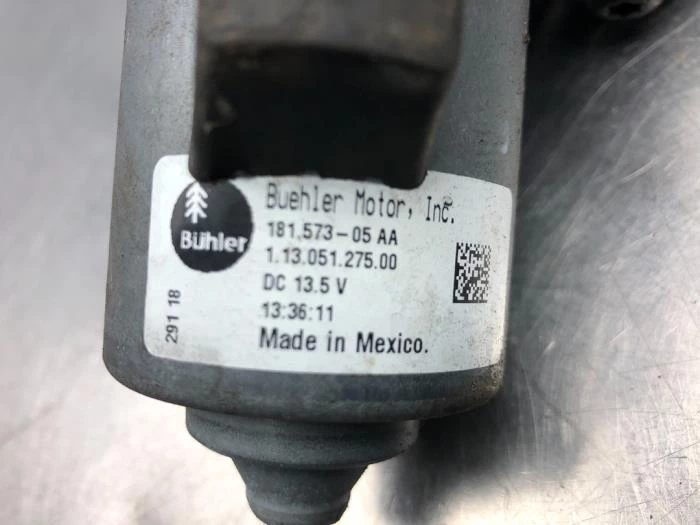 Bühler
Buehler Motor, Inc.
181.573-05 AA
1.13.051.275.00
DC 13.5 V
13:36:11
Made in Mexico.
291 18